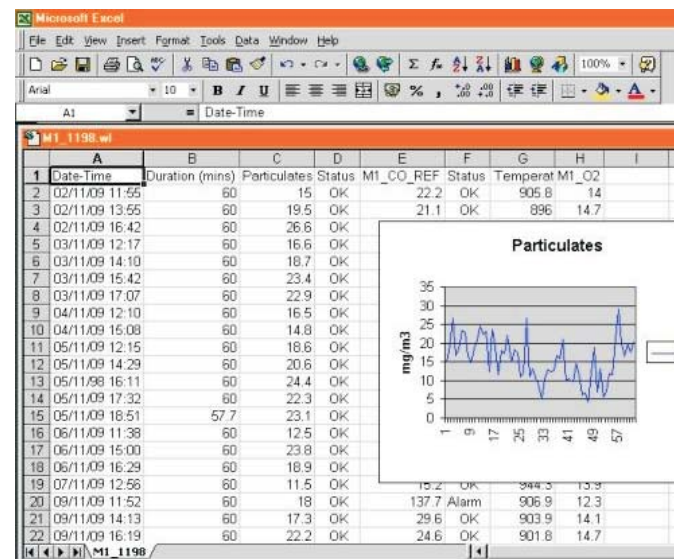 Microsoft Excel
File Edit View Insert Format Tools Data Window Help
100%
Arial 10 B I U % ,
A1 = Date-Time
M1_1198.wl
A B C D E F G H I
1 Date-Time Duration (mins) Particulates Status M1_CO_REF Status Temperat M1_O2
2 02/11/09 11:55 60 15 OK 22.2 OK 905.8 14
3 02/11/09 13:55 60 19.5 OK 21.1 OK 896 14.7
4 02/11/09 16:42 60 26.6 OK
5 03/11/09 12:17 60 16.6 OK
6 03/11/09 14:10 60 18.7 OK
7 03/11/09 15:42 60 23.4 OK
8 03/11/09 17:07 60 22.9 OK
9 04/11/09 12:10 60 16.5 OK
10 04/11/09 15:08 60 14.8 OK
11 05/11/09 12:15 60 18.6 OK
12 05/11/09 14:29 60 20.6 OK
13 05/11/98 16:11 60 24.4 OK
14 05/11/09 17:32 60 22.3 OK
15 05/11/09 18:51 57.7 23.1 OK
16 06/11/09 11:38 60 12.5 OK
17 06/11/09 15:00 60 23.8 OK
18 06/11/09 16:29 60 18.9 OK
19 07/11/09 12:56 60 11.5 OK 15.2 OK 944.3 13.9
20 09/11/09 11:52 60 18 OK 137.7 Alarm 906.9 12.3
21 09/11/09 14:13 60 17.3 OK 29.6 OK 903.9 14.1
22 09/11/09 16:19 60 22.2 OK 24.6 OK 901.8 14.7
M1_1198
Particulates
mg/m3
35
30
25
20
15
10
5
0
1 9 17 25 33 41 49 57